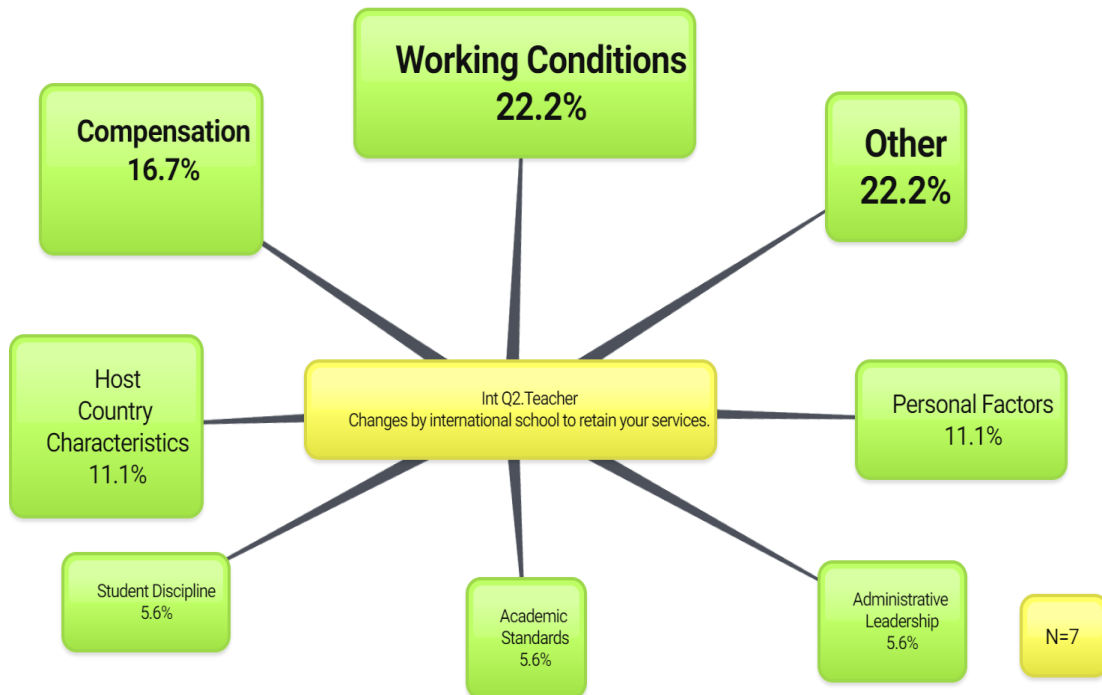 Working Conditions
22.2%
Compensation
16.7%
Other
22.2%
Host
Country
Characteristics
11.1%
Int Q2.Teacher
Changes by international school to retain your services.
Personal Factors
11.1%
Student Discipline
5.6%
Academic
Standards
5.6%
Administrative
Leadership
5.6%
N=7